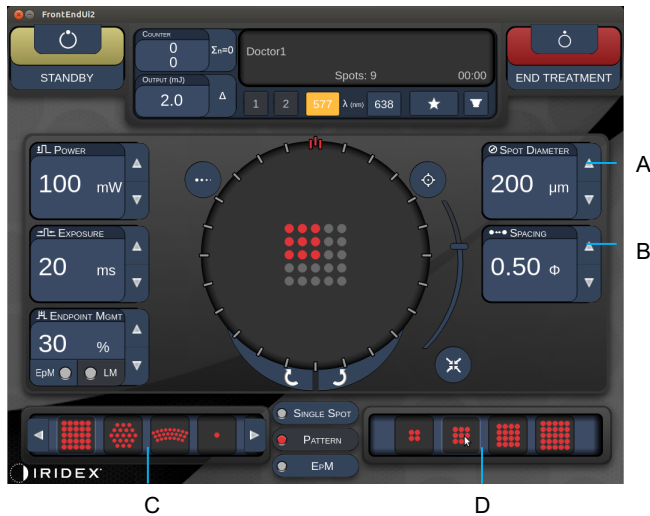 FrontEndUi2
STANDBY
COUNTER
0
0
Σn=0
OUTPUT (mJ)
2.0
Δ
Doctor1
Spots: 9
00:00
1 2 577 λ (nm) 638
END TREATMENT
POWER
100 mW
EXPOSURE
20 ms
ENDPOINT MGMT
30 %
EPM LM
SPOT DIAMETER
200 µm
SPACING
0.50 Φ
A
B
SINGLE SPOT
PATTERN
EPM
IRIDEX
C
D